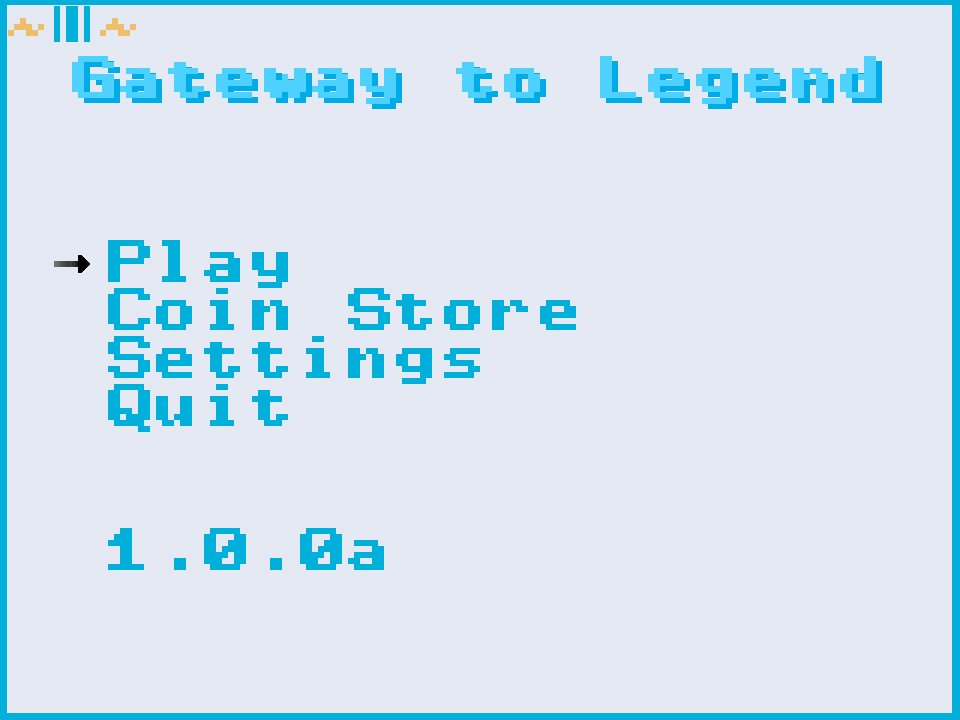 Gateway to Legend
Play
Coin Store
Settings
Quit
1.0.0a